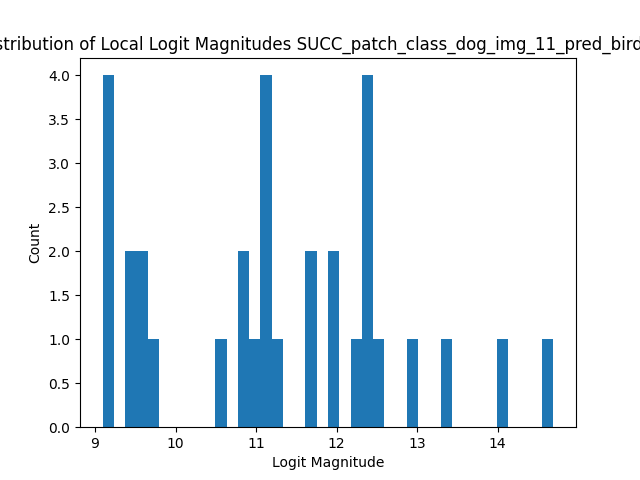 stribution of Local Logit Magnitudes SUCC_patch_class_dog_img_11_pred_bird
4.0
3.5
3.0
2.5
2.0
1.5
1.0
0.5
0.0
Count
9 10 11 12 13 14
Logit Magnitude